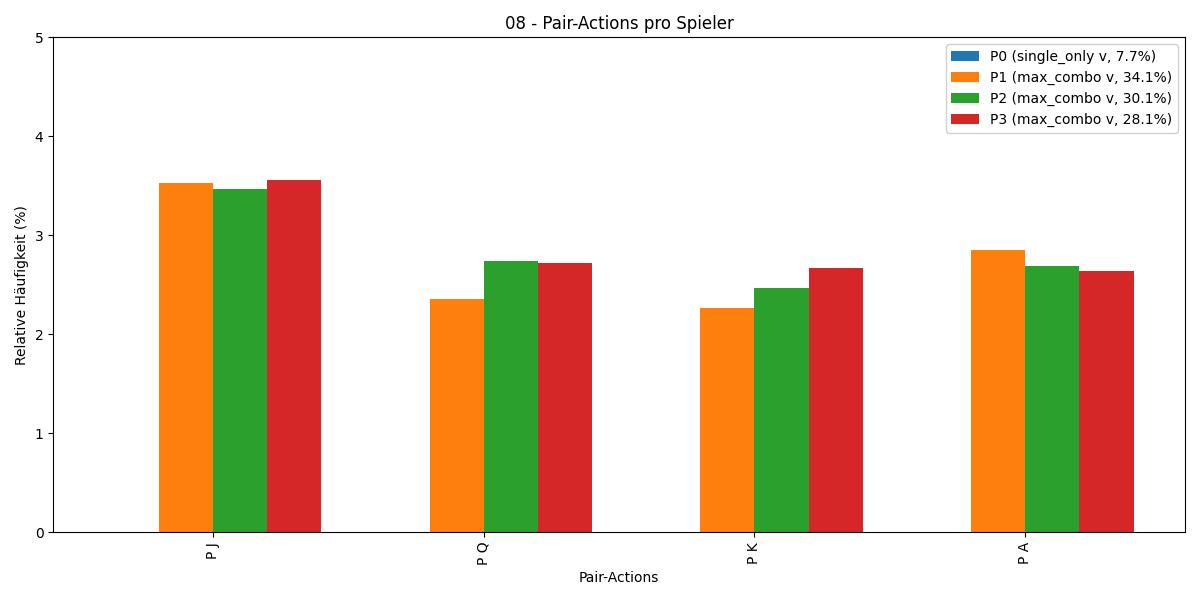 08 - Pair-Actions pro Spieler
P0 (single_only v, 7.7%)
P1 (max_combo v, 34.1%)
P2 (max_combo v, 30.1%)
P3 (max_combo v, 28.1%)
Relative Häufigkeit (%)
5
4
3
2
1
0
P J
P Q
P K
P A
Pair-Actions